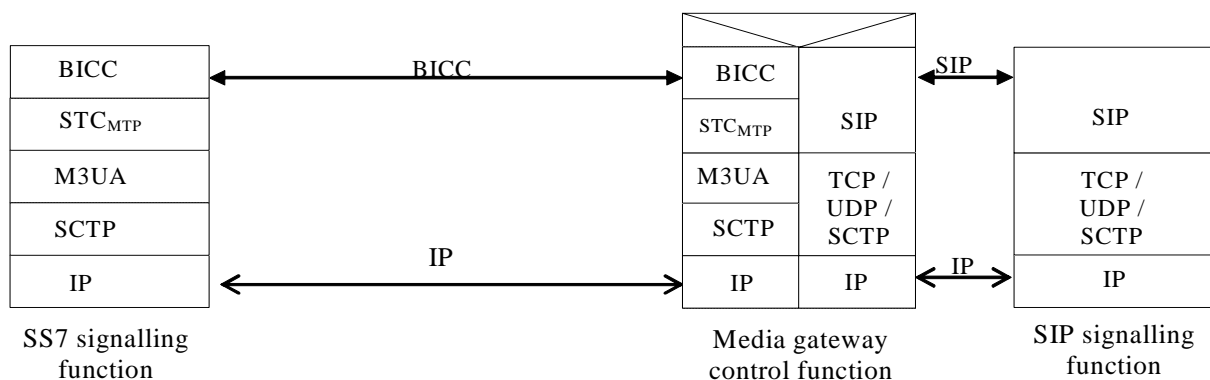 BICC
STCMTP
M3UA
SCTP
IP
SS7 signalling
function
BICC
IP
BICC
STCMTP
M3UA
SCTP
IP
SIP
TCP /
UDP /
SCTP
IP
Media gateway
control function
SIP
IP
SIP
TCP /
UDP /
SCTP
IP
SIP signalling
function